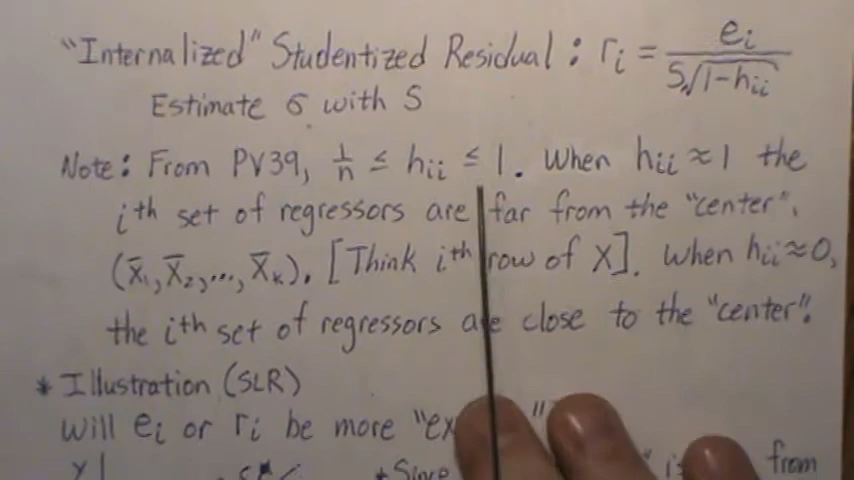 "Internalized" Studentized Residual : rᵢ = eᵢ / S√(1-hᵢᵢ)
Estimate σ with S
Note: From PV39, 1/n ≤ hᵢᵢ ≤ 1. When hᵢᵢ ≈ 1 the
iᵗʰ set of regressors are far from the "center",
(X̄₁, X̄₂, ..., X̄ₖ). [Think iᵗʰ row of X]. When hᵢᵢ ≈ 0,
the iᵗʰ set of regressors are close to the "center".
* Illustration (SLR)
Will eᵢ or rᵢ be more
Since
from